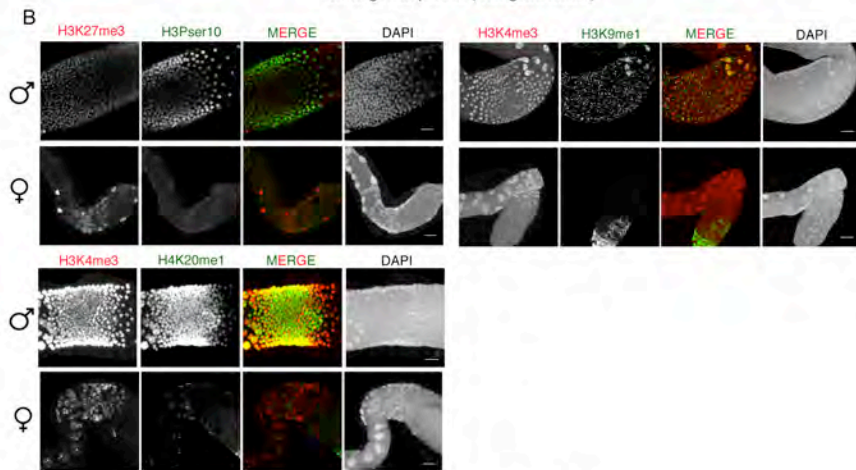 B
H3K27me3 H3Pser10 MERGE DAPI
H3K4me3 H3K9me1 MERGE DAPI
♂
♀
H3K4me3 H4K20me1 MERGE DAPI
♂
♀